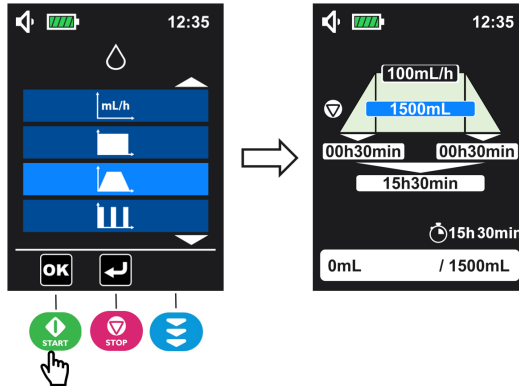 12:35
mL/h
OK
START
STOP
12:35
100mL/h
1500mL
00h30min 00h30min
15h30min
15h30min
0mL / 1500mL